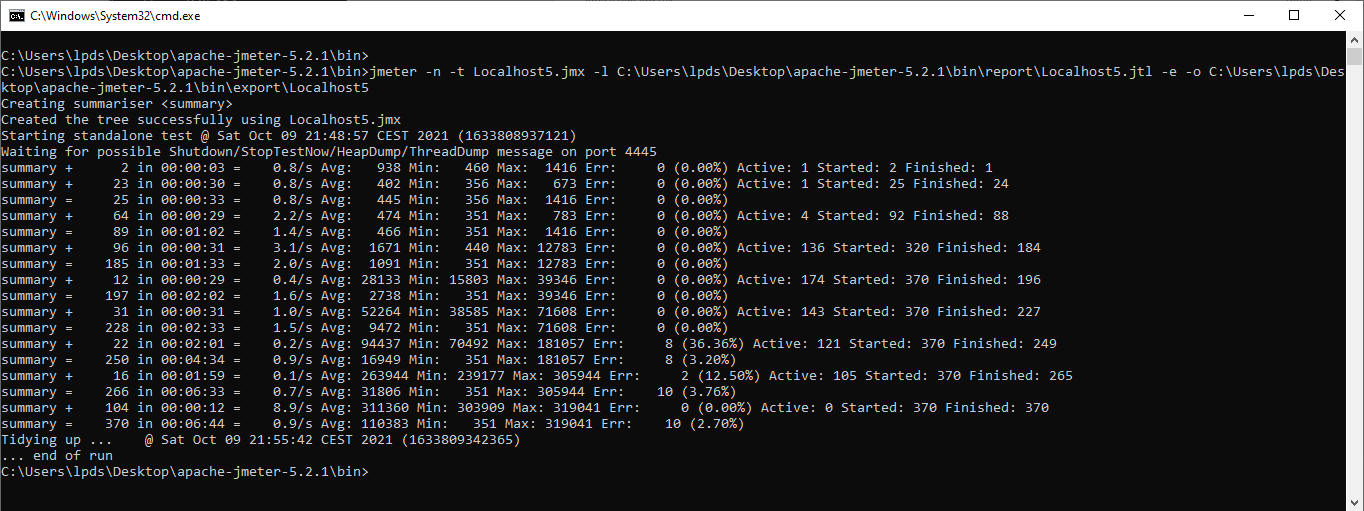 C:\Windows\System32\cmd.exe
C:\Users\lpds\Desktop\apache-jmeter-5.2.1\bin>
C:\Users\lpds\Desktop\apache-jmeter-5.2.1\bin>jmeter -n -t Localhost5.jmx -l C:\Users\lpds\Desktop\apache-jmeter-5.2.1\bin\report\Localhost5.jtl -e -o C:\Users\lpds\Des
ktop\apache-jmeter-5.2.1\bin\export\Localhost5
Creating summariser <summary>
Created the tree successfully using Localhost5.jmx
Starting standalone test @ Sat Oct 09 21:48:57 CEST 2021 (1633808937121)
Waiting for possible Shutdown/StopTestNow/HeapDump/ThreadDump message on port 4445
summary +      2 in 00:00:03 =    0.8/s Avg:   938 Min:   460 Max:  1416 Err:     0 (0.00%) Active: 1 Started: 2 Finished: 1
summary +     23 in 00:00:30 =    0.8/s Avg:   402 Min:   356 Max:   673 Err:     0 (0.00%) Active: 1 Started: 25 Finished: 24
summary =     25 in 00:00:33 =    0.8/s Avg:   445 Min:   356 Max:  1416 Err:     0 (0.00%)
summary +     64 in 00:00:29 =    2.2/s Avg:   474 Min:   351 Max:   783 Err:     0 (0.00%) Active: 4 Started: 92 Finished: 88
summary =     89 in 00:01:02 =    1.4/s Avg:   466 Min:   351 Max:  1416 Err:     0 (0.00%)
summary +     96 in 00:00:31 =    3.1/s Avg:  1671 Min:   440 Max: 12783 Err:     0 (0.00%) Active: 136 Started: 320 Finished: 184
summary =    185 in 00:01:33 =    2.0/s Avg:  1091 Min:   351 Max: 12783 Err:     0 (0.00%)
summary +     12 in 00:00:29 =    0.4/s Avg: 28133 Min: 15803 Max: 39346 Err:     0 (0.00%) Active: 174 Started: 370 Finished: 196
summary =    197 in 00:02:02 =    1.6/s Avg:  2738 Min:   351 Max: 39346 Err:     0 (0.00%)
summary +     31 in 00:00:31 =    1.0/s Avg: 52264 Min: 38585 Max: 71608 Err:     0 (0.00%) Active: 143 Started: 370 Finished: 227
summary =    228 in 00:02:33 =    1.5/s Avg:  9472 Min:   351 Max: 71608 Err:     0 (0.00%)
summary +     22 in 00:02:01 =    0.2/s Avg: 94437 Min: 70492 Max: 181057 Err:     8 (36.36%) Active: 121 Started: 370 Finished: 249
summary =    250 in 00:04:34 =    0.9/s Avg: 16949 Min:   351 Max: 181057 Err:     8 (3.20%)
summary +     16 in 00:01:59 =    0.1/s Avg: 263944 Min: 239177 Max: 305944 Err:     2 (12.50%) Active: 105 Started: 370 Finished: 265
summary =    266 in 00:06:33 =    0.7/s Avg: 31806 Min:   351 Max: 305944 Err:    10 (3.76%)
summary +    104 in 00:00:12 =    8.9/s Avg: 311360 Min: 303909 Max: 319041 Err:     0 (0.00%) Active: 0 Started: 370 Finished: 370
summary =    370 in 00:06:44 =    0.9/s Avg: 110383 Min:   351 Max: 319041 Err:    10 (2.70%)
Tidying up ...    @ Sat Oct 09 21:55:42 CEST 2021 (1633809342365)
... end of run
C:\Users\lpds\Desktop\apache-jmeter-5.2.1\bin>